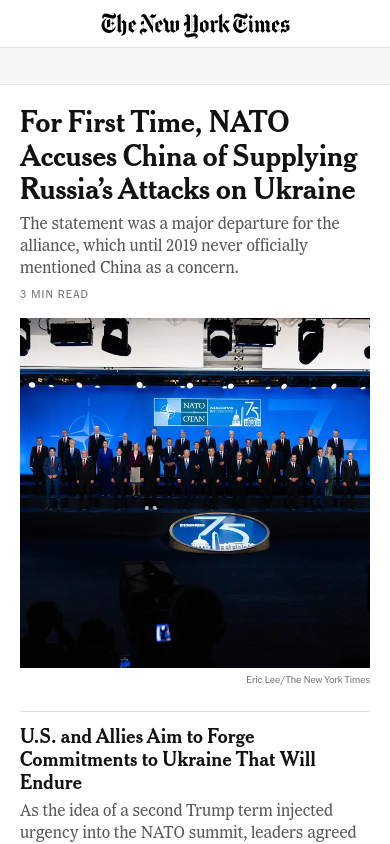 The New York Times
For First Time, NATO
Accuses China of Supplying
Russia’s Attacks on Ukraine
The statement was a major departure for the
alliance, which until 2019 never officially
mentioned China as a concern.
3 MIN READ
NATO
OTAN
75
75
Eric Lee/The New York Times
U.S. and Allies Aim to Forge
Commitments to Ukraine That Will
Endure
As the idea of a second Trump term injected
urgency into the NATO summit, leaders agreed